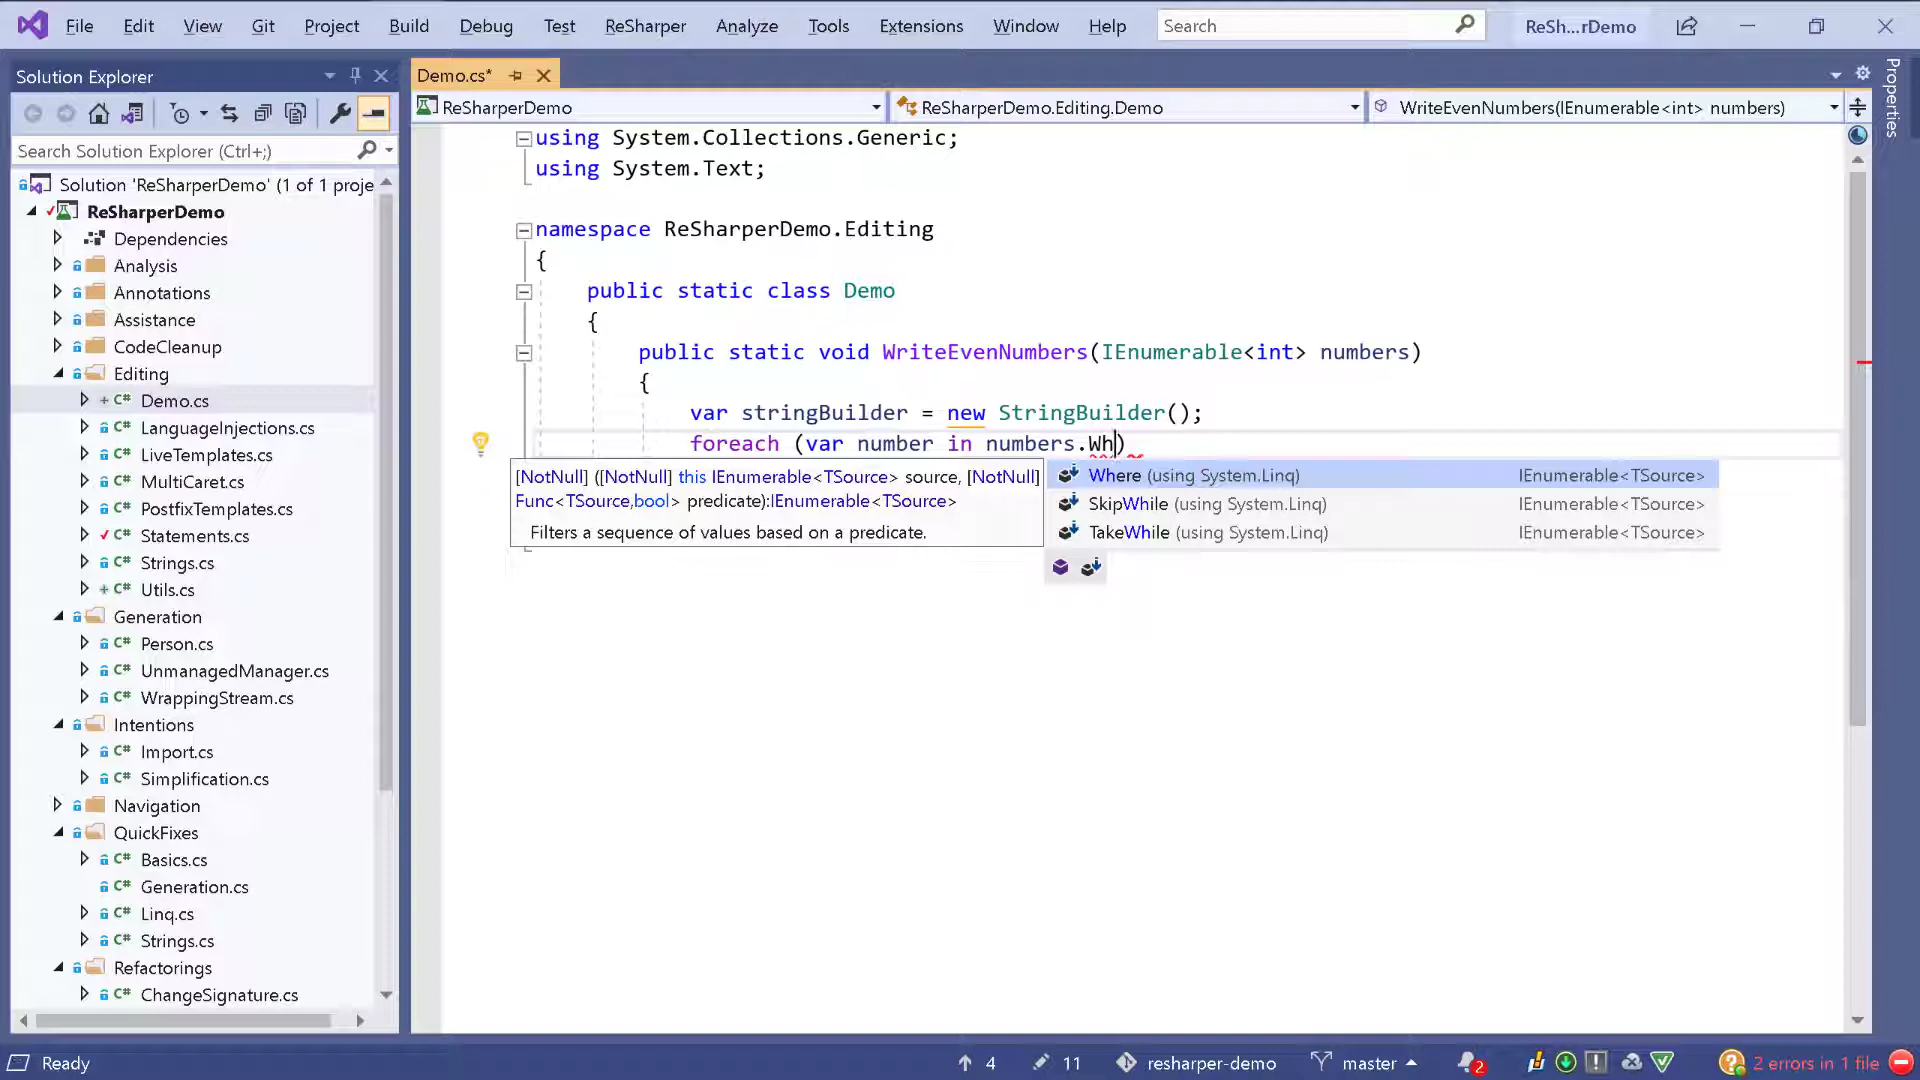 File Edit View Git Project Build Debug Test ReSharper Analyze Tools Extensions Window Help Search ReSh...rDemo
Solution Explorer
Search Solution Explorer (Ctrl+;)
Solution 'ReSharperDemo' (1 of 1 proje
ReSharperDemo
Dependencies
Analysis
Annotations
Assistance
CodeCleanup
Editing
C# Demo.cs
C# LanguageInjections.cs
C# LiveTemplates.cs
C# MultiCaret.cs
C# PostfixTemplates.cs
C# Statements.cs
C# Strings.cs
C# Utils.cs
Generation
C# Person.cs
C# UnmanagedManager.cs
C# WrappingStream.cs
Intentions
C# Import.cs
C# Simplification.cs
Navigation
QuickFixes
C# Basics.cs
C# Generation.cs
C# Linq.cs
C# Strings.cs
Refactorings
C# ChangeSignature.cs
Demo.cs*
ReSharperDemo ReSharperDemo.Editing.Demo WriteEvenNumbers(IEnumerable<int> numbers)
using System.Collections.Generic;
using System.Text;
namespace ReSharperDemo.Editing
{
public static class Demo
{
public static void WriteEvenNumbers(IEnumerable<int> numbers)
{
var stringBuilder = new StringBuilder();
foreach (var number in numbers.Wh)
[NotNull] ([NotNull] this IEnumerable<TSource> source, [NotNull]
Func<TSource,bool> predicate):IEnumerable<TSource>
Filters a sequence of values based on a predicate.
Where (using System.Linq) IEnumerable<TSource>
SkipWhile (using System.Linq) IEnumerable<TSource>
TakeWhile (using System.Linq) IEnumerable<TSource>
Properties
Ready 4 11 resharper-demo master 2 2 errors in 1 file